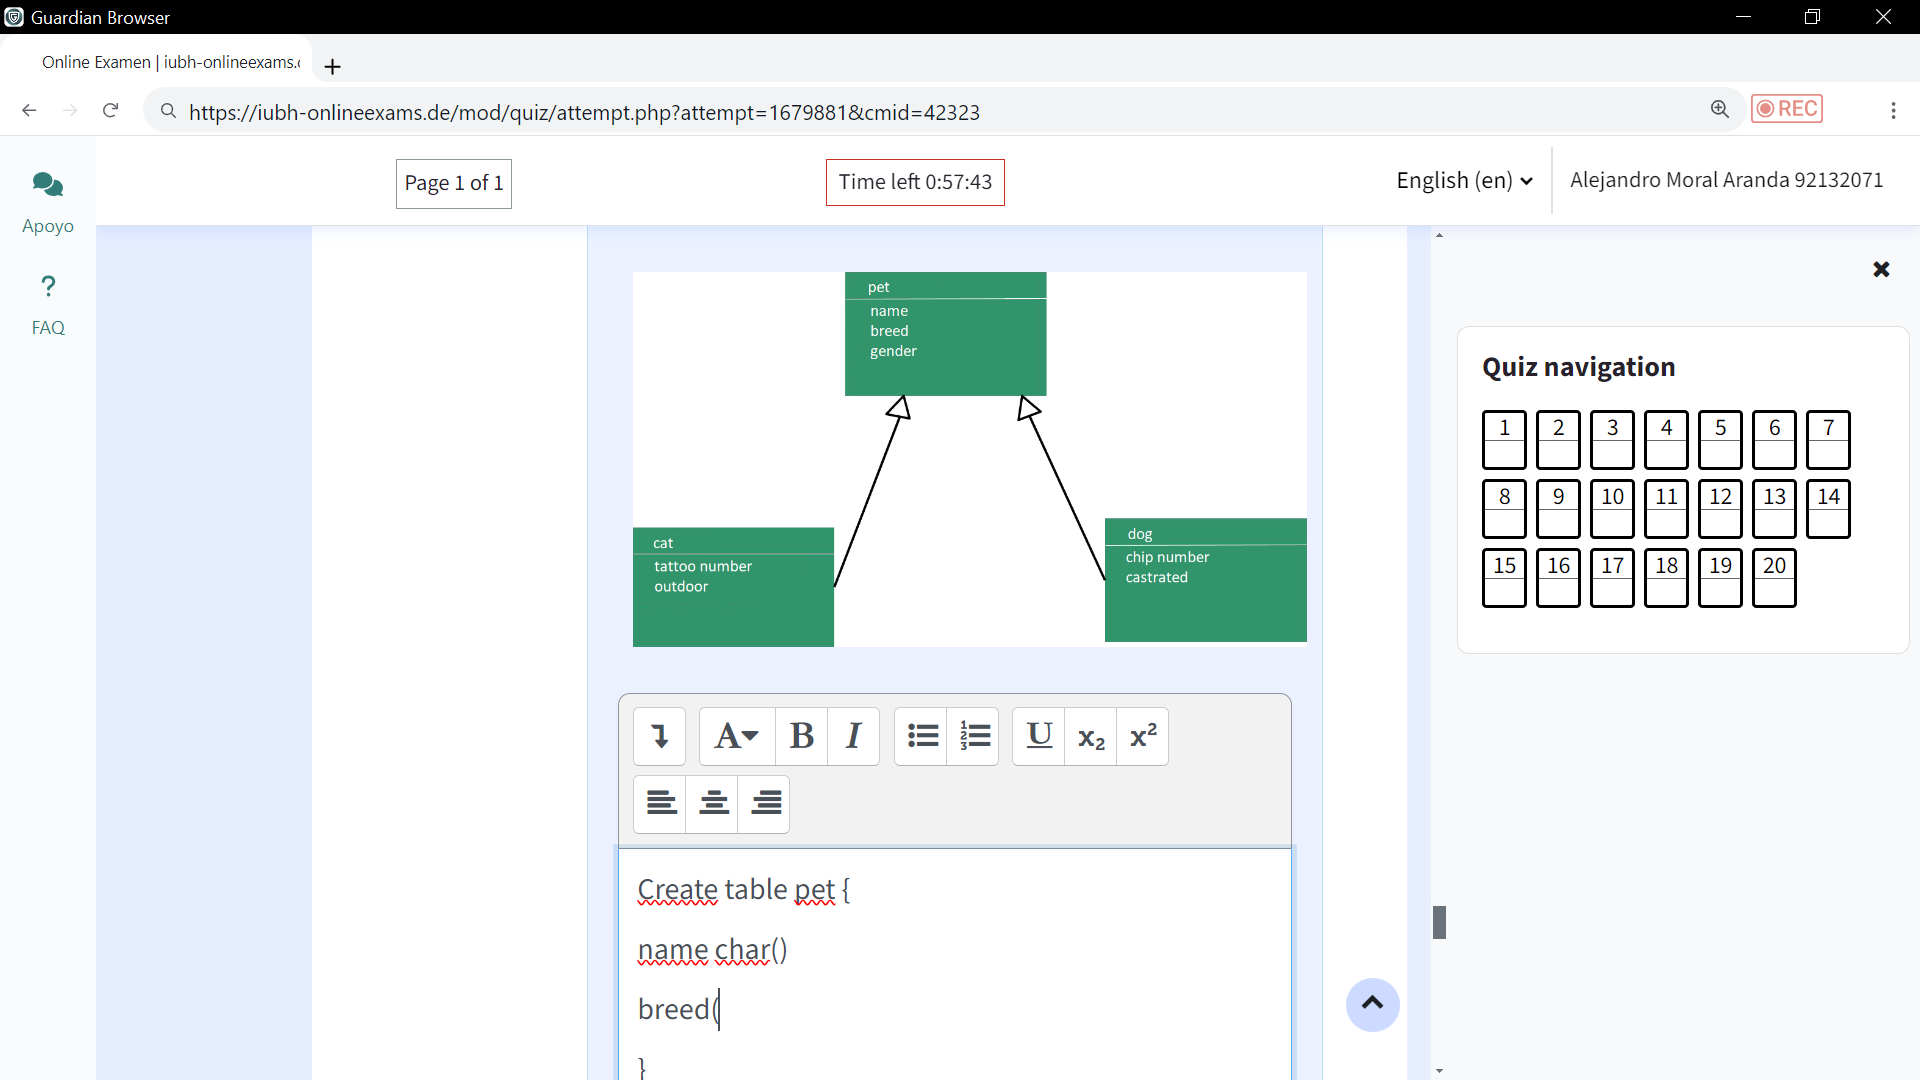 Guardian Browser
Online Examen | iubh-onlineexams.
https://iubh-onlineexams.de/mod/quiz/attempt.php?attempt=1679881&cmid=42323
REC
Apoyo
?
FAQ
Page 1 of 1
Time left 0:57:43
English (en)
Alejandro Moral Aranda 92132071
pet
name
breed
gender
cat
tattoo number
outdoor
dog
chip number
castrated
A B I
1
2
3
U x2 x2
Create table pet {
name char()
breed(
}
Quiz navigation
1 2 3 4 5 6 7
8 9 10 11 12 13 14
15 16 17 18 19 20